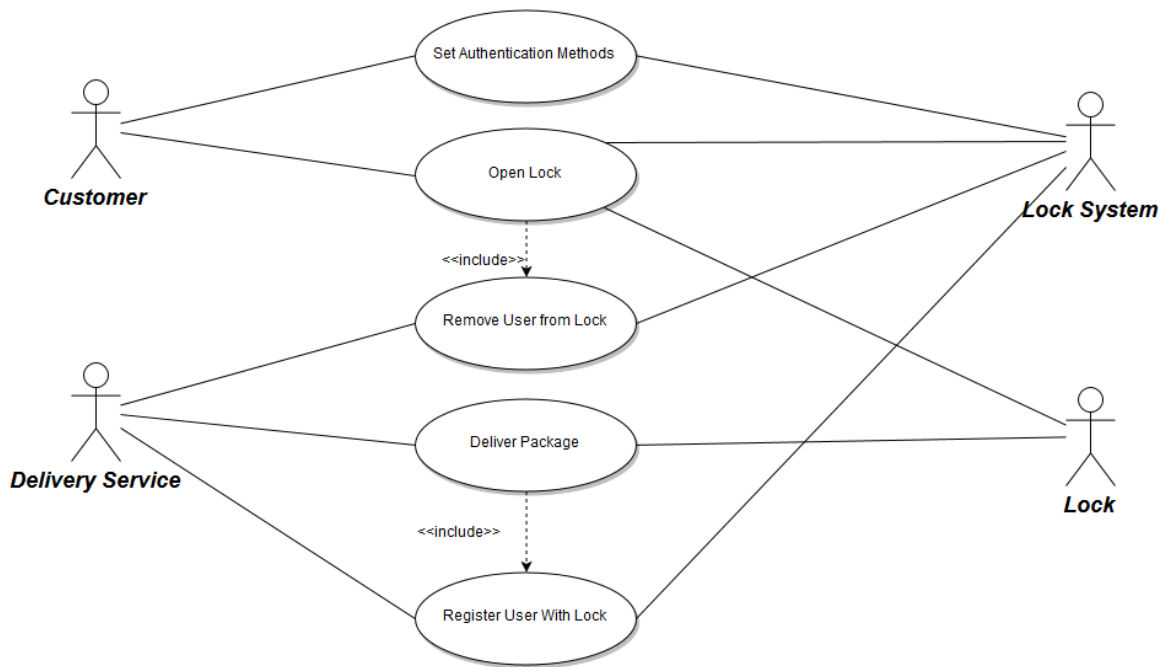 Set Authentication Methods
Customer
Open Lock
Lock System
<<include>>
Remove User from Lock
Delivery Service
Deliver Package
Lock
<<include>>
Register User With Lock